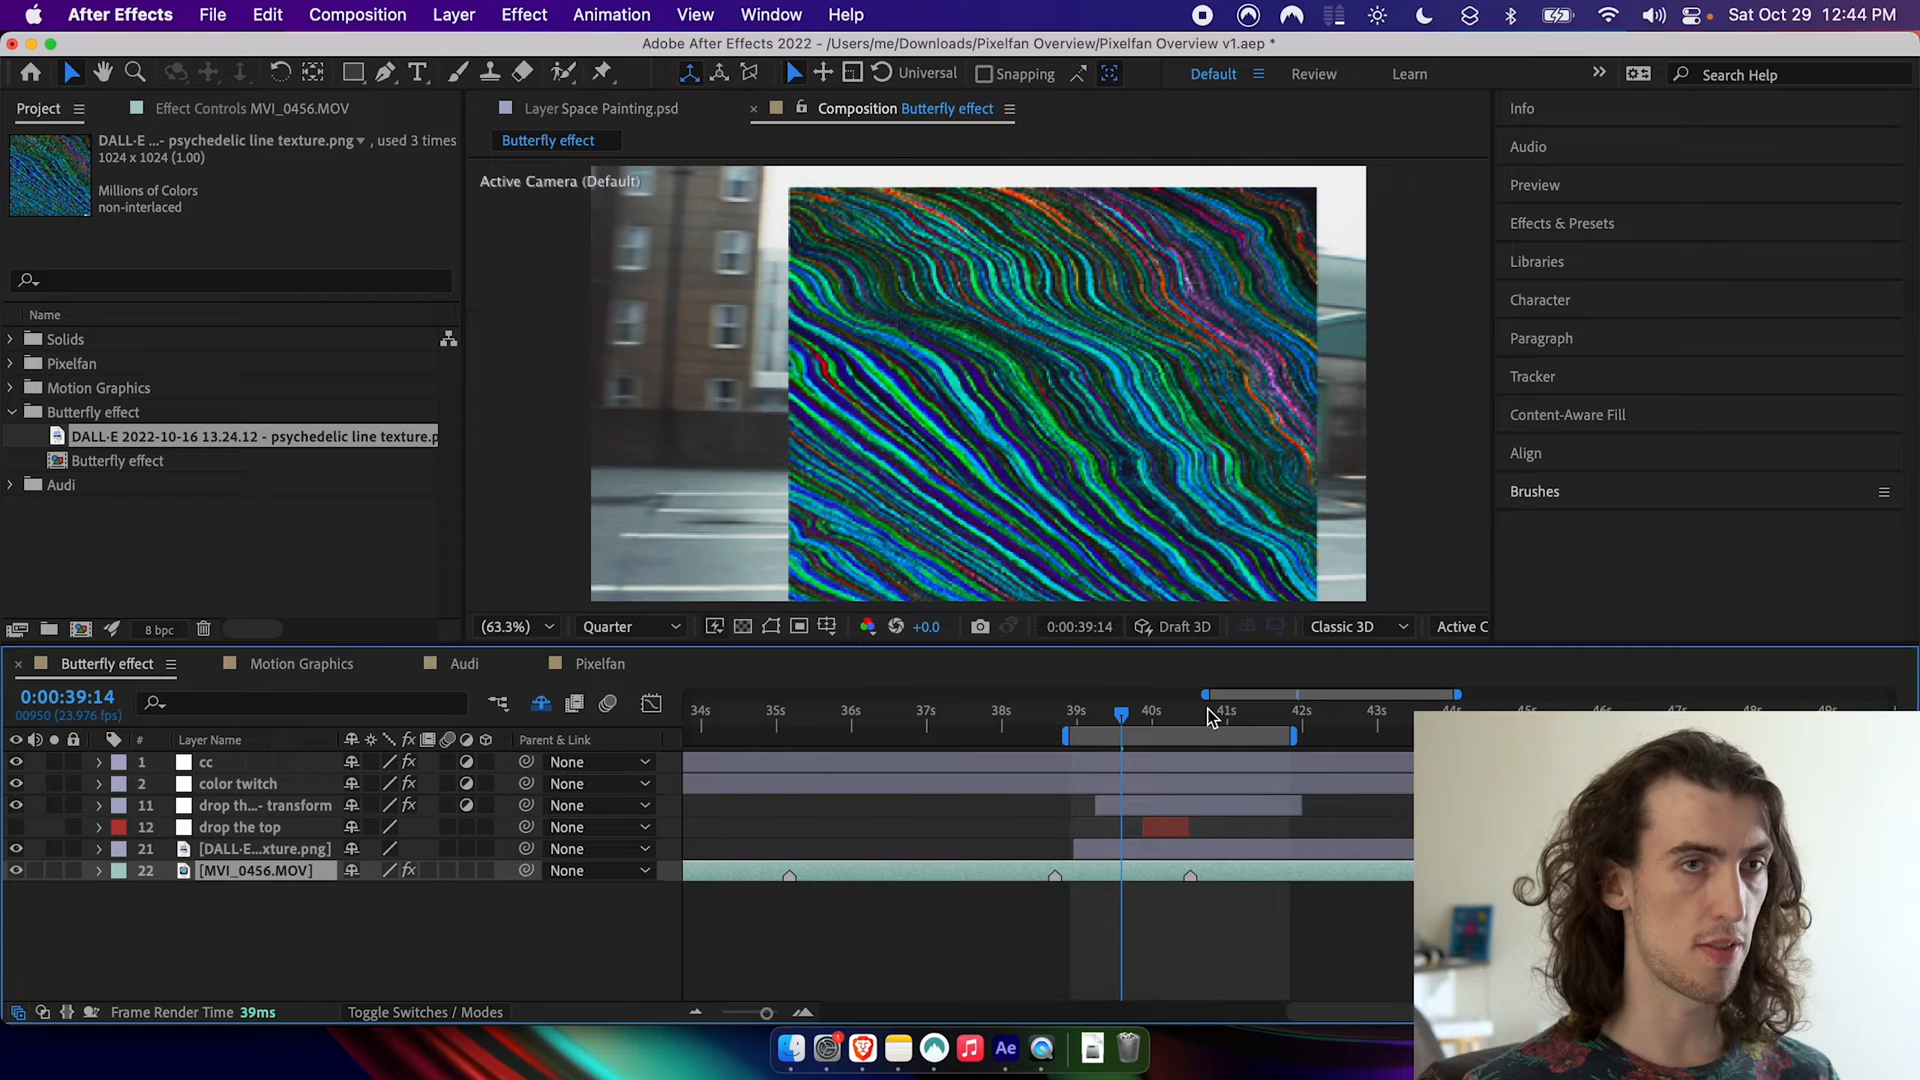 After Effects File Edit Composition Layer Effect Animation View Window Help Sat Oct 29 12:44 PM
Adobe After Effects 2022 - /Users/me/Downloads/Pixelfan Overview/Pixelfan Overview v1.aep *
Universal Snapping Default Review Learn Search Help
Project Effect Controls MVI_0456.MOV Layer Space Painting.psd Composition Butterfly effect Info
DALL·E ...- psychedelic line texture.png , used 3 times Butterfly effect
1024 x 1024 (1.00) Audio
Active Camera (Default)
Millions of Colors Preview
non-interlaced
Effects & Presets
Libraries
Name Character
Solids Paragraph
Pixelfan Tracker
Motion Graphics
Butterfly effect Content-Aware Fill
DALL·E 2022-10-16 13.24.12 - psychedelic line texture.p
Butterfly effect Align
Audi Brushes
8 bpc (63.3%) Quarter +0.0 0:00:39:14 Draft 3D Classic 3D Active C
Butterfly effect Motion Graphics Audi Pixelfan
0:00:39:14
00950 (23.976 fps) 34s 35s 36s 37s 38s 39s 40s 41s 42s 43s 44s
# Layer Name Parent & Link
1 cc None
2 color twitch None
11 drop th...- transform None
12 drop the top None
21 [DALL·E...xture.png] None
22 [MVI_0456.MOV] None
Frame Render Time 39ms Toggle Switches / Modes
1
Ae